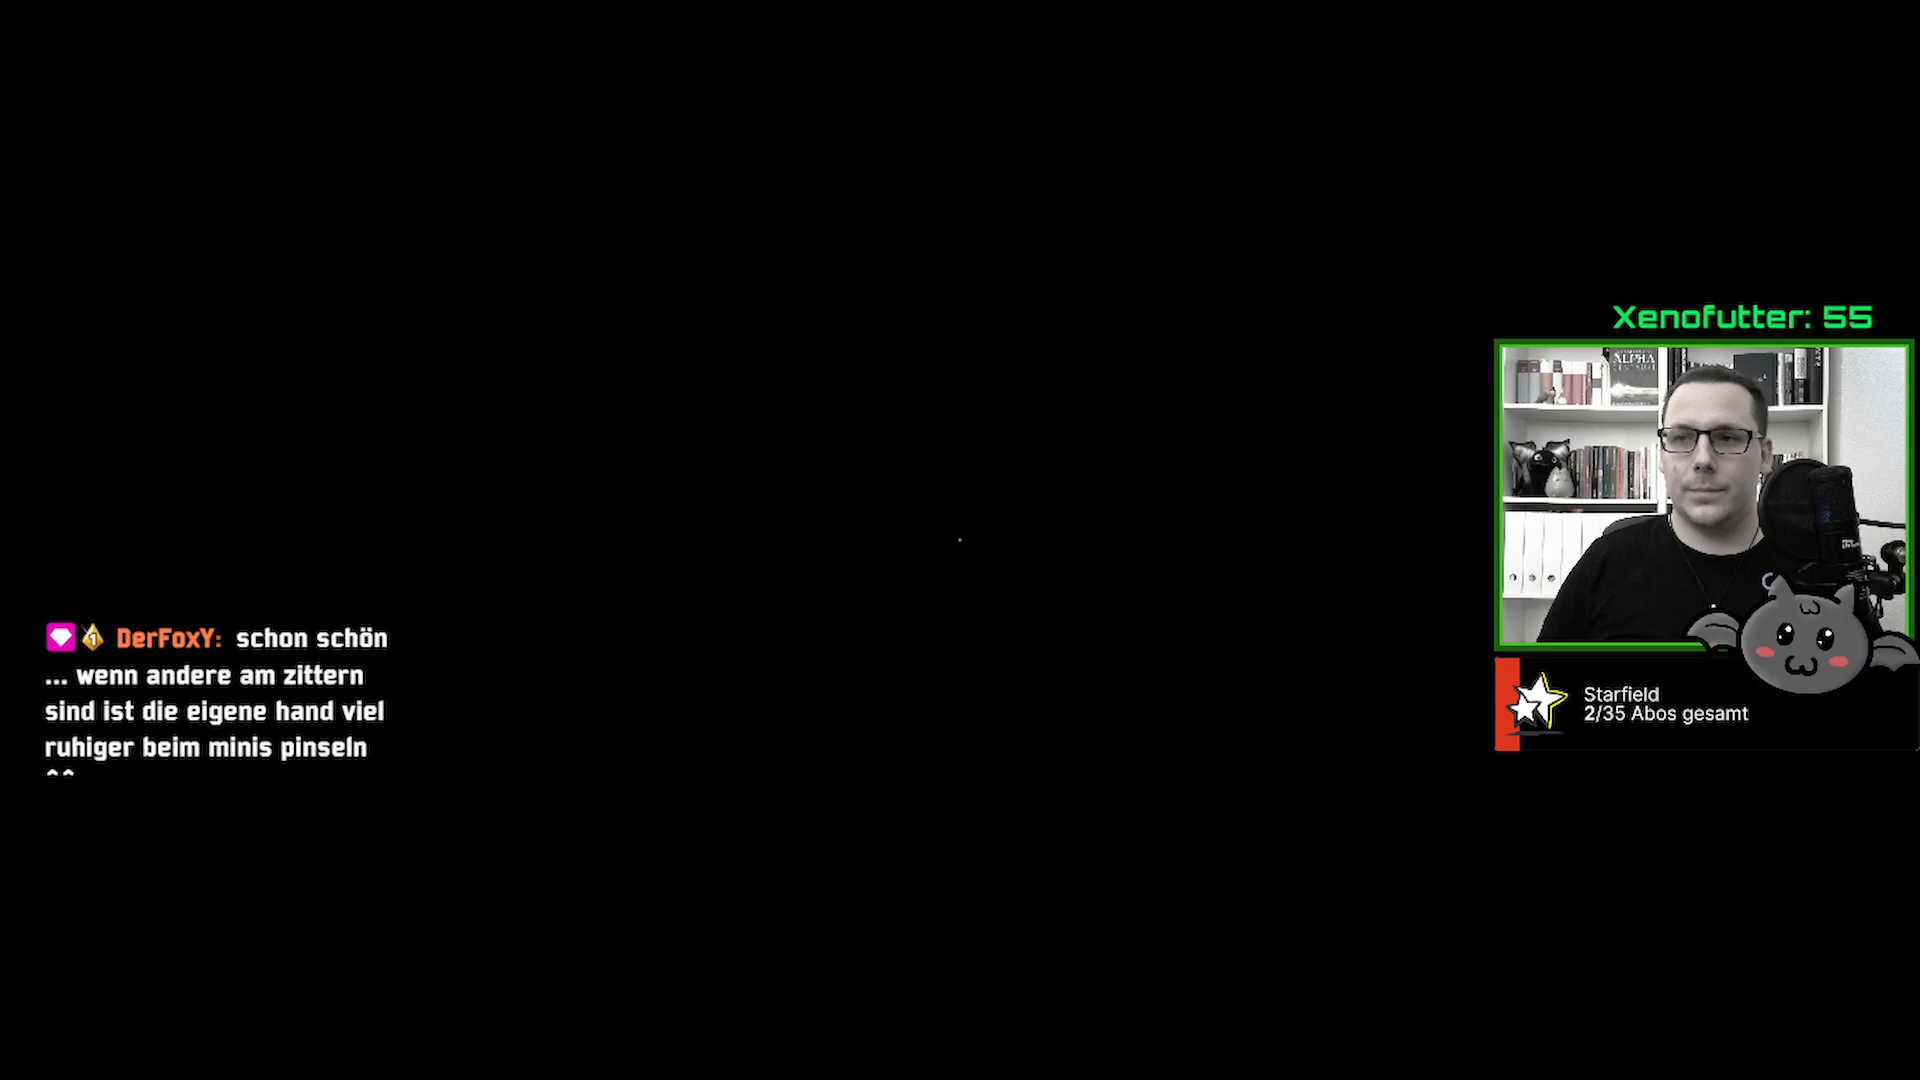 Xenofutter: 55
ALPHA
DerFoxY: schon schön
... wenn andere am zittern
sind ist die eigene hand viel
ruhiger beim minis pinseln
^^
Starfield
2/35 Abos gesamt